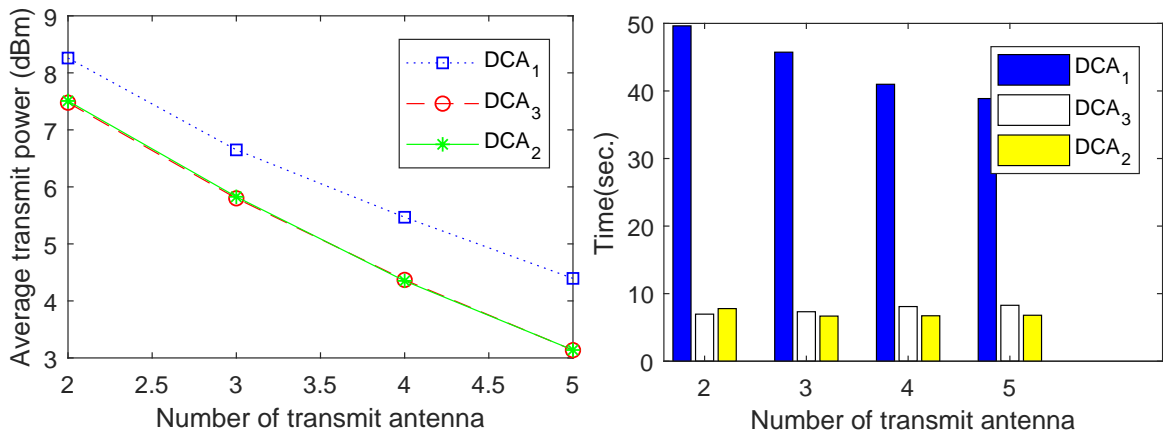 Average transmit power (dBm)
9
8
7
6
5
4
3
2
2.5
3
3.5
4
4.5
5
Number of transmit antenna
DCA1
DCA3
DCA2
Time(sec.)
50
40
30
20
10
0
2
3
4
5
Number of transmit antenna
DCA1
DCA3
DCA2